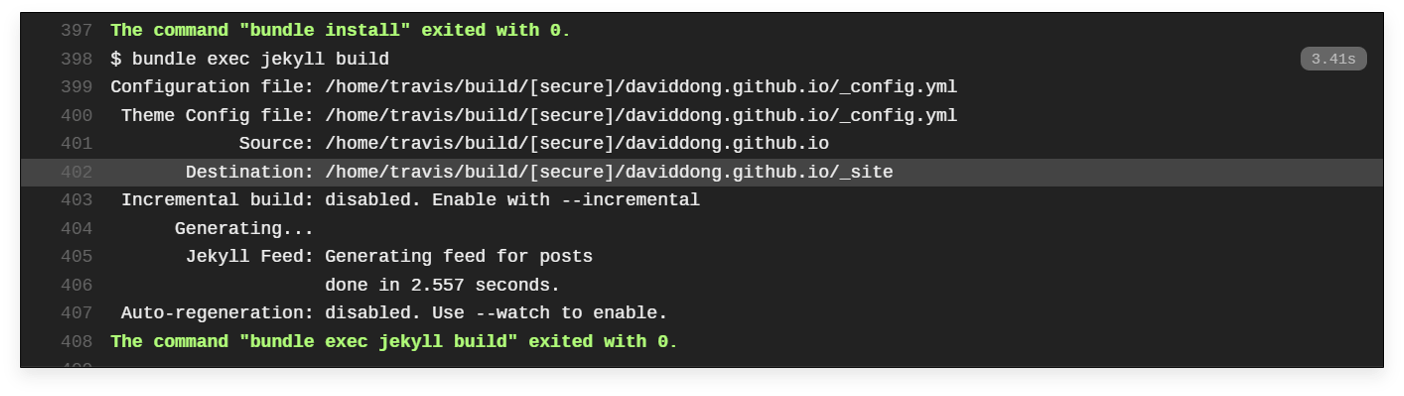 397 The command "bundle install" exited with 0.
398 $ bundle exec jekyll build 3.41s
399 Configuration file: /home/travis/build/[secure]/daviddong.github.io/_config.yml
400 Theme Config file: /home/travis/build/[secure]/daviddong.github.io/_config.yml
401 Source: /home/travis/build/[secure]/daviddong.github.io
402 Destination: /home/travis/build/[secure]/daviddong.github.io/_site
403 Incremental build: disabled. Enable with --incremental
404 Generating...
405 Jekyll Feed: Generating feed for posts
406 done in 2.557 seconds.
407 Auto-regeneration: disabled. Use --watch to enable.
408 The command "bundle exec jekyll build" exited with 0.